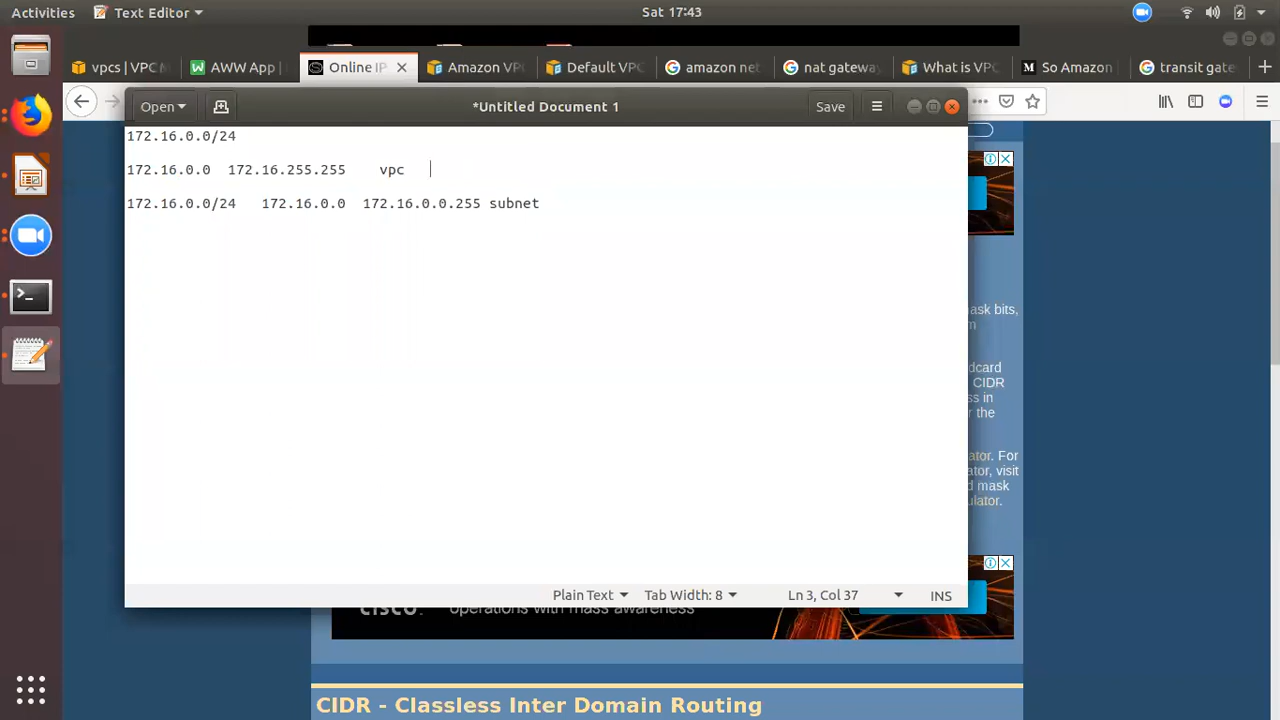 Activities Text Editor Sat 17:43
vpcs | VPC M AWW App | Online IP Amazon VPC Default VPC amazon net nat gateway What is VPC So Amazon transit gate
Open *Untitled Document 1 Save
172.16.0.0/24
172.16.0.0 172.16.255.255 vpc
172.16.0.0/24 172.16.0.0 172.16.0.0.255 subnet
ask bits,
m
dcard
CIDR
ss in
r the
ator. For
ator, visit
d mask
ulator.
Plain Text Tab Width: 8 Ln 3, Col 37 INS
cisco. operations with mass awareness
CIDR - Classless Inter Domain Routing